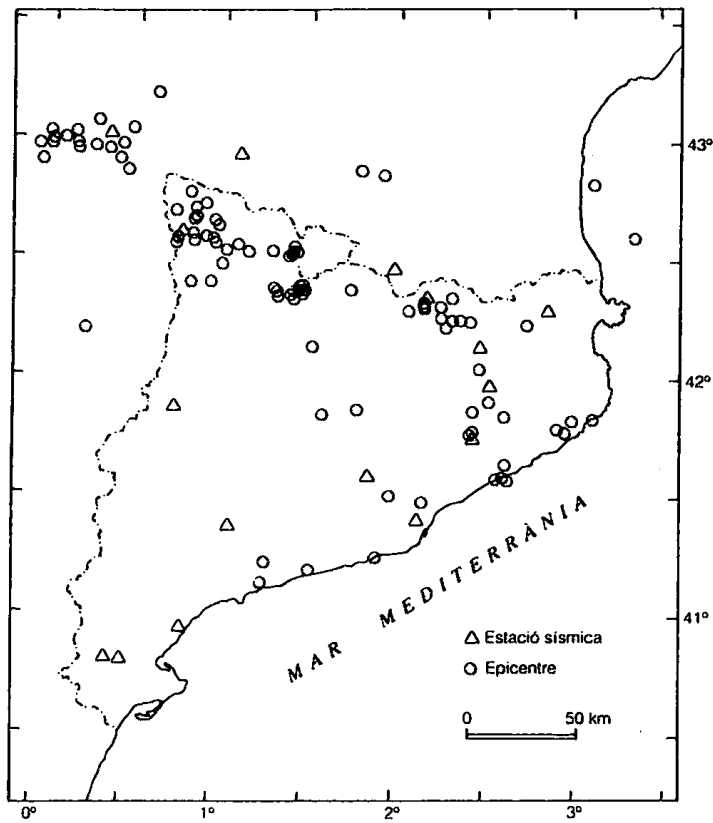 43°
42°
MAR MEDITERRÀNIA
41°
Estació sísmica
Epicentre
0 50 km
0° 1° 2° 3°